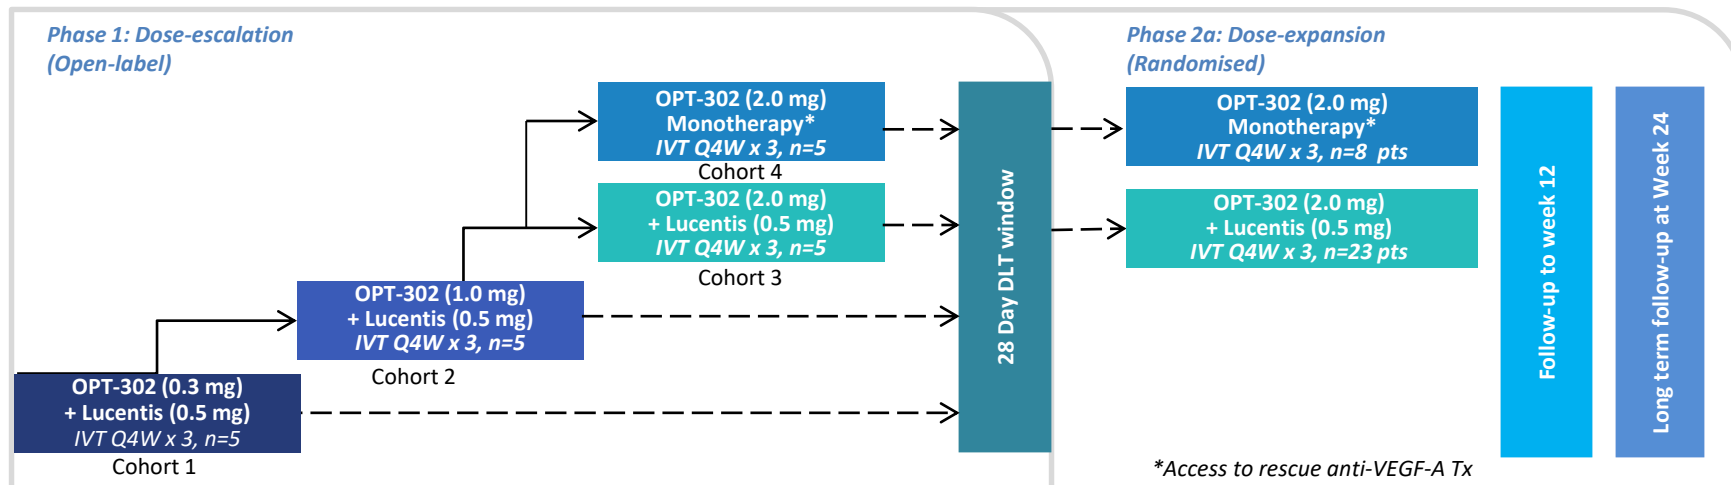 Phase 1: Dose-escalation
(Open-label)
OPT-302 (2.0 mg)
Monotherapy*
IVT Q4W x 3, n=5
Cohort 4
OPT-302 (2.0 mg)
+ Lucentis (0.5 mg)
IVT Q4W x 3, n=5
Cohort 3
OPT-302 (1.0 mg)
+ Lucentis (0.5 mg)
IVT Q4W x 3, n=5
Cohort 2
OPT-302 (0.3 mg)
+ Lucentis (0.5 mg)
IVT Q4W x 3, n=5
Cohort 1
28 Day DLT window
Phase 2a: Dose-expansion
(Randomised)
OPT-302 (2.0 mg)
Monotherapy*
IVT Q4W x 3, n=8 pts
OPT-302 (2.0 mg)
+ Lucentis (0.5 mg)
IVT Q4W x 3, n=23 pts
Follow-up to week 12
Long term follow-up at Week 24
*Access to rescue anti-VEGF-A Tx